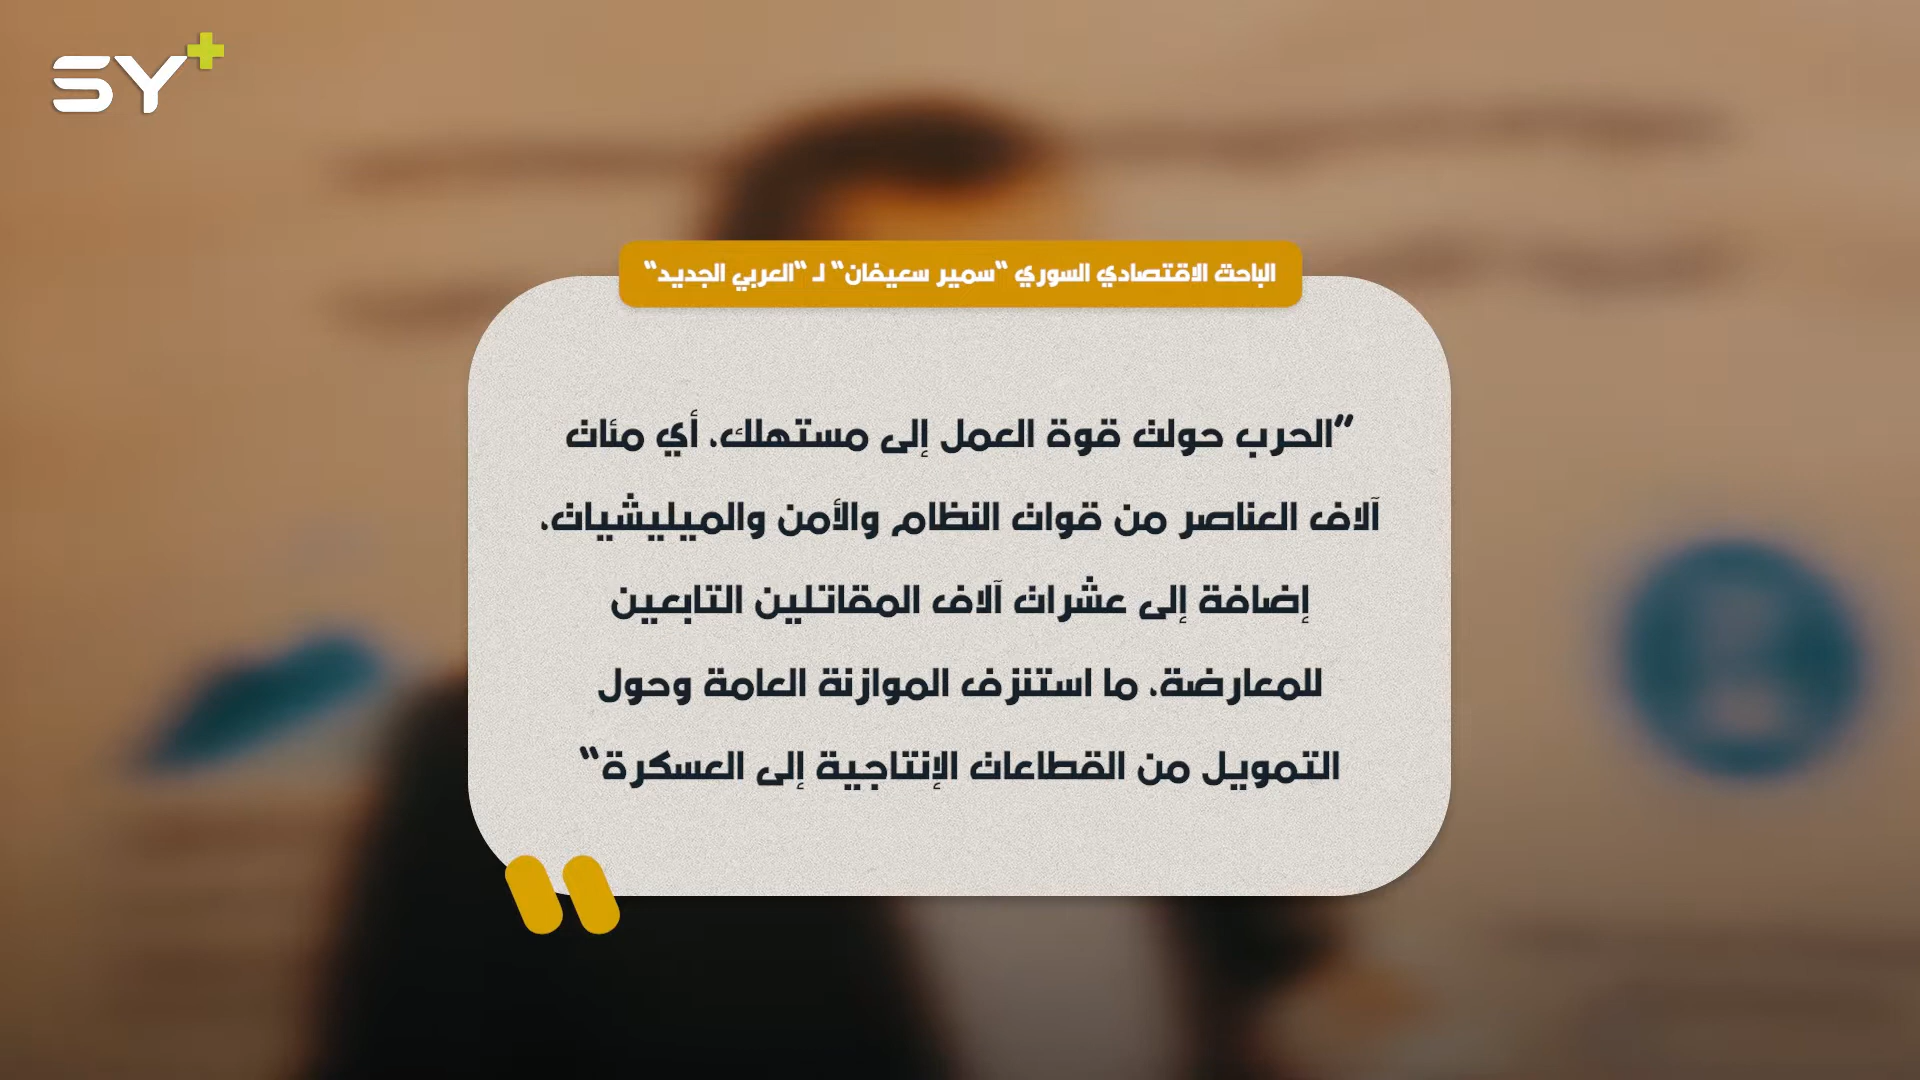 SY+
الباحث الاقتصادي السوري "سمير سعيفان" لـ "العربي الجديد"
"الحرب حولت قوة العمل إلى مستهلك، أي مئات
آلاف العناصر من قوات النظام والأمن والميليشيات،
إضافة إلى عشرات آلاف المقاتلين التابعين
للمعارضة، ما استنزف الموازنة العامة وحول
التمويل من القطاعات الإنتاجية إلى العسكرة"